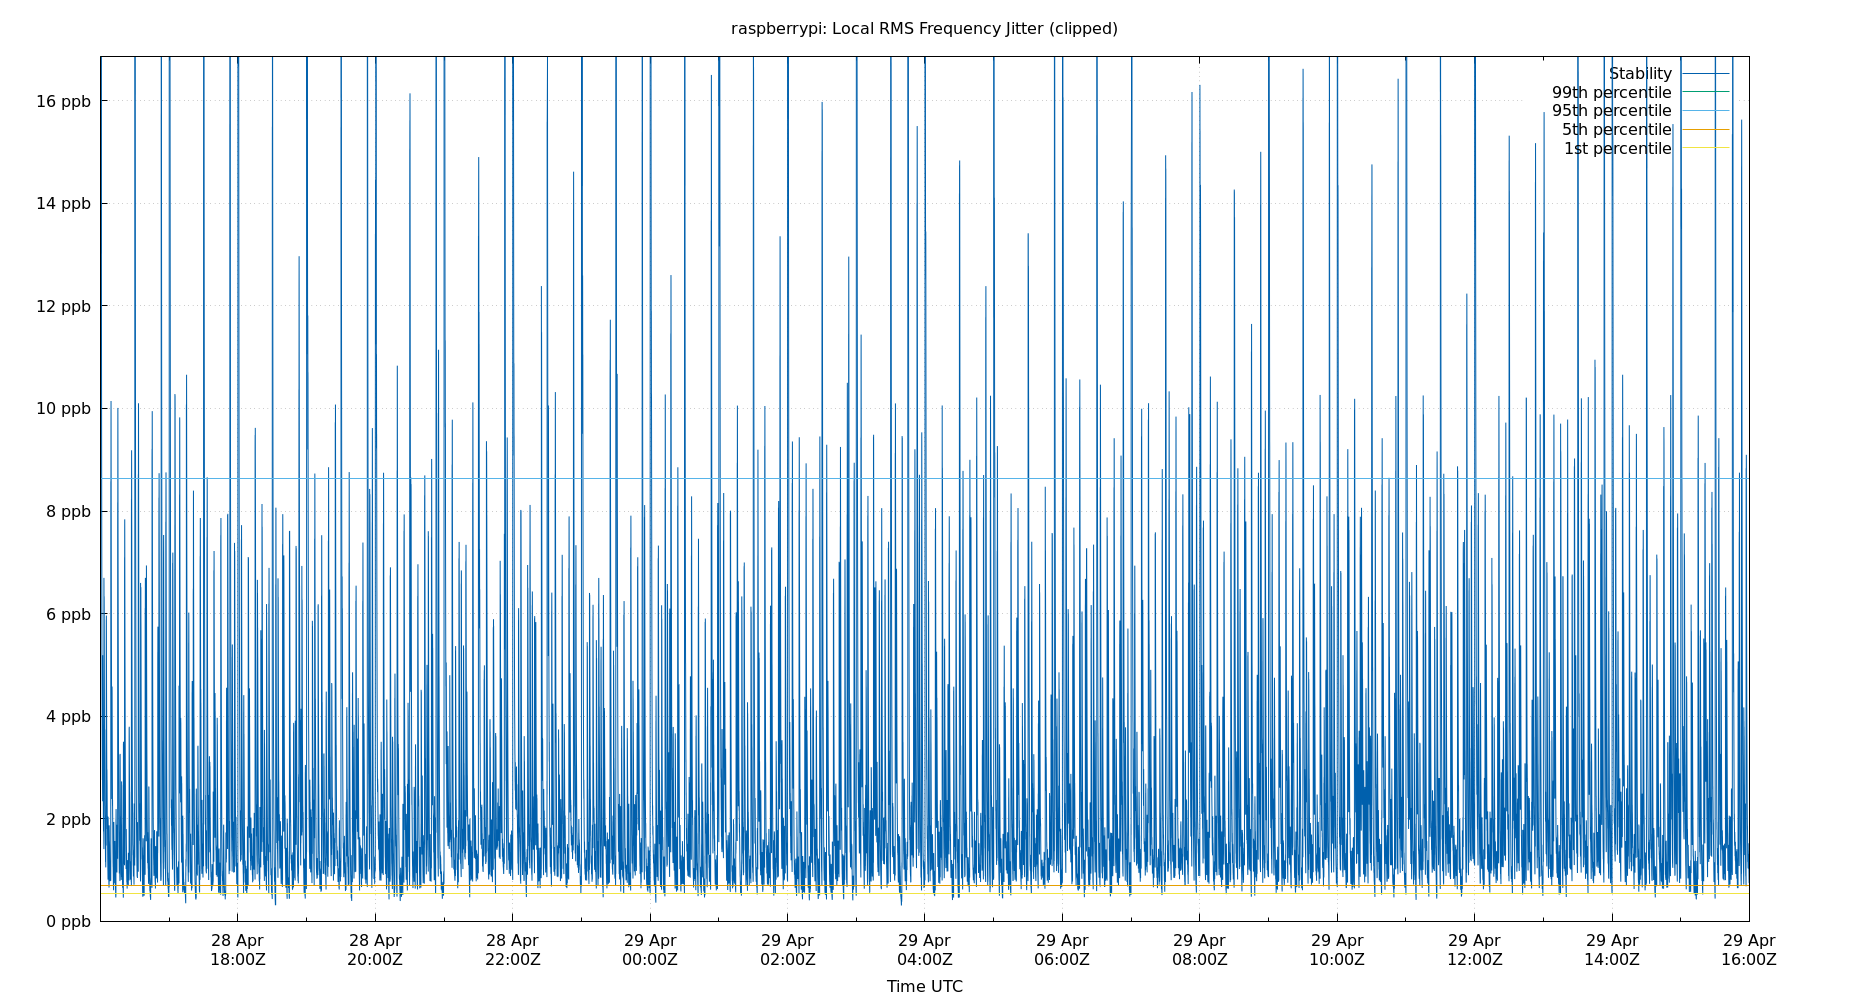 raspberrypi: Local RMS Frequency Jitter (clipped)
Stability
99th percentile
95th percentile
5th percentile
1st percentile
16 ppb
14 ppb
12 ppb
10 ppb
8 ppb
6 ppb
4 ppb
2 ppb
0 ppb
28 Apr 28 Apr 28 Apr 29 Apr 29 Apr 29 Apr 29 Apr 29 Apr 29 Apr 29 Apr 29 Apr 29 Apr
18:00Z 20:00Z 22:00Z 00:00Z 02:00Z 04:00Z 06:00Z 08:00Z 10:00Z 12:00Z 14:00Z 16:00Z
Time UTC